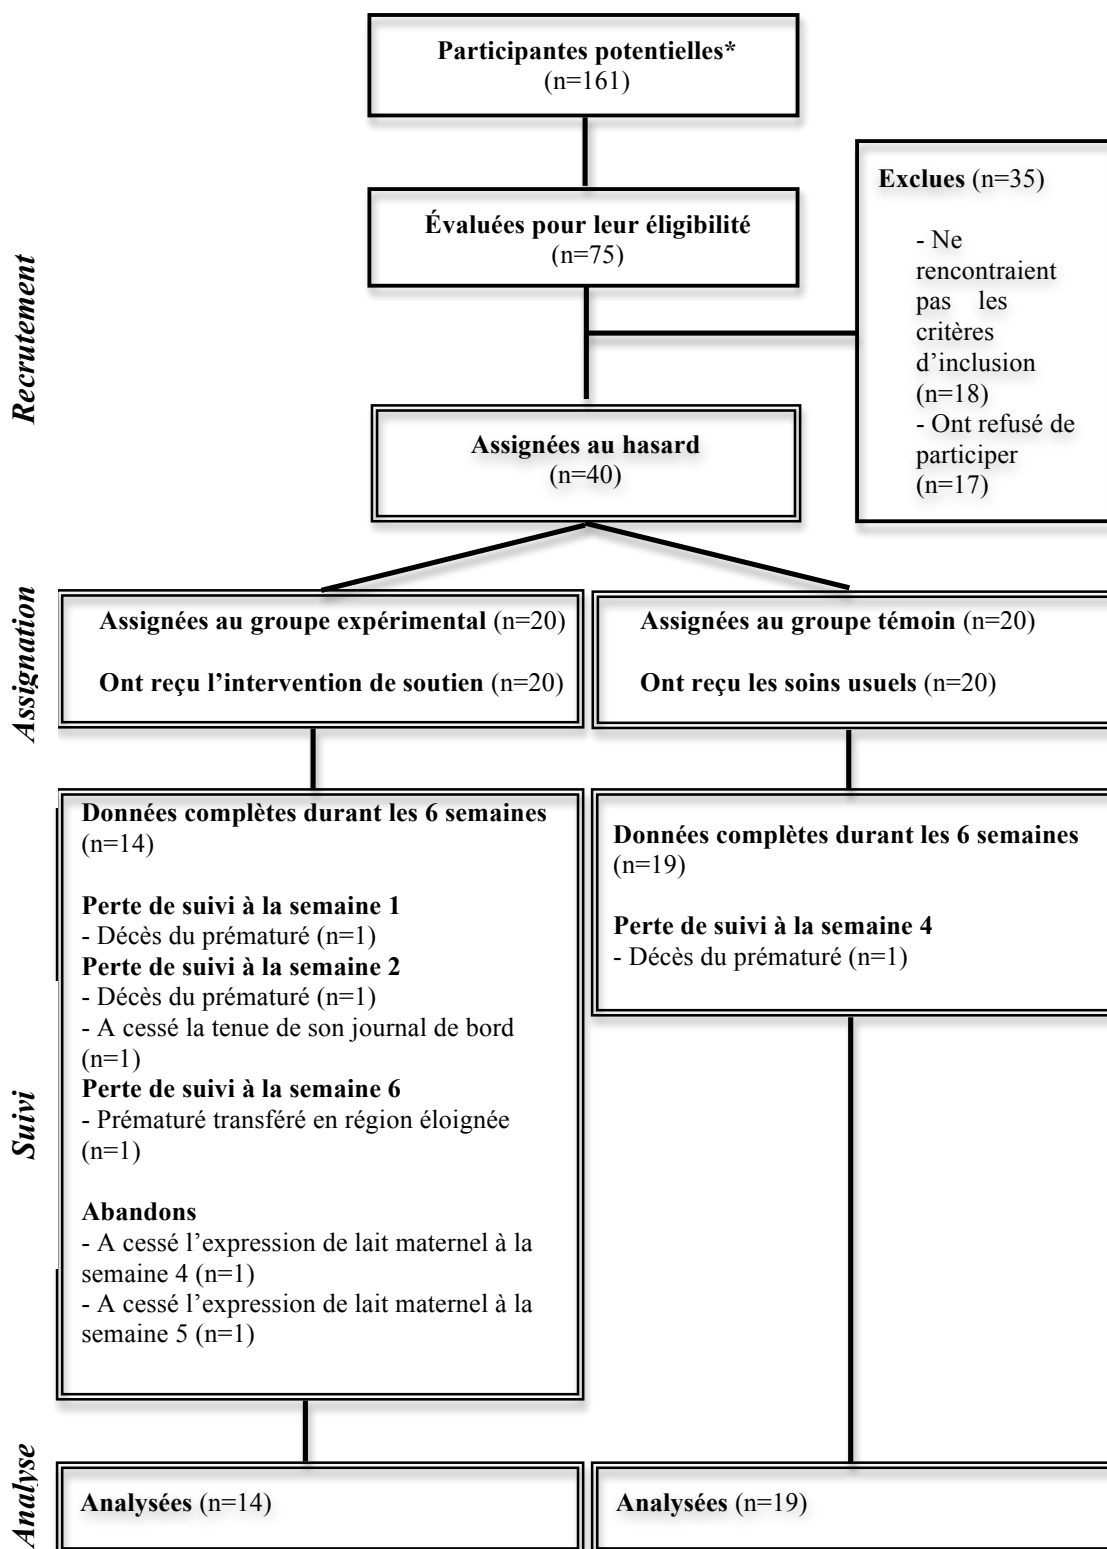 Participantes potentielles*
(n=161)
Recrutement
Évaluées pour leur éligibilité
(n=75)
Exclues (n=35)
- Ne
rencontraient
pas les
critères
d’inclusion
(n=18)
- Ont refusé de
participer
(n=17)
Assignées au hasard
(n=40)
Assignation
Assignées au groupe expérimental (n=20)
Ont reçu l’intervention de soutien (n=20)
Assignées au groupe témoin (n=20)
Ont reçu les soins usuels (n=20)
Suivi
Données complètes durant les 6 semaines
(n=14)
Perte de suivi à la semaine 1
- Décès du prématuré (n=1)
Perte de suivi à la semaine 2
- Décès du prématuré (n=1)
- A cessé la tenue de son journal de bord
(n=1)
Perte de suivi à la semaine 6
- Prématuré transféré en région éloignée
(n=1)
Abandons
- A cessé l’expression de lait maternel à la
semaine 4 (n=1)
- A cessé l’expression de lait maternel à la
semaine 5 (n=1)
Données complètes durant les 6 semaines
(n=19)
Perte de suivi à la semaine 4
- Décès du prématuré (n=1)
Analyse
Analysées (n=14)
Analysées (n=19)